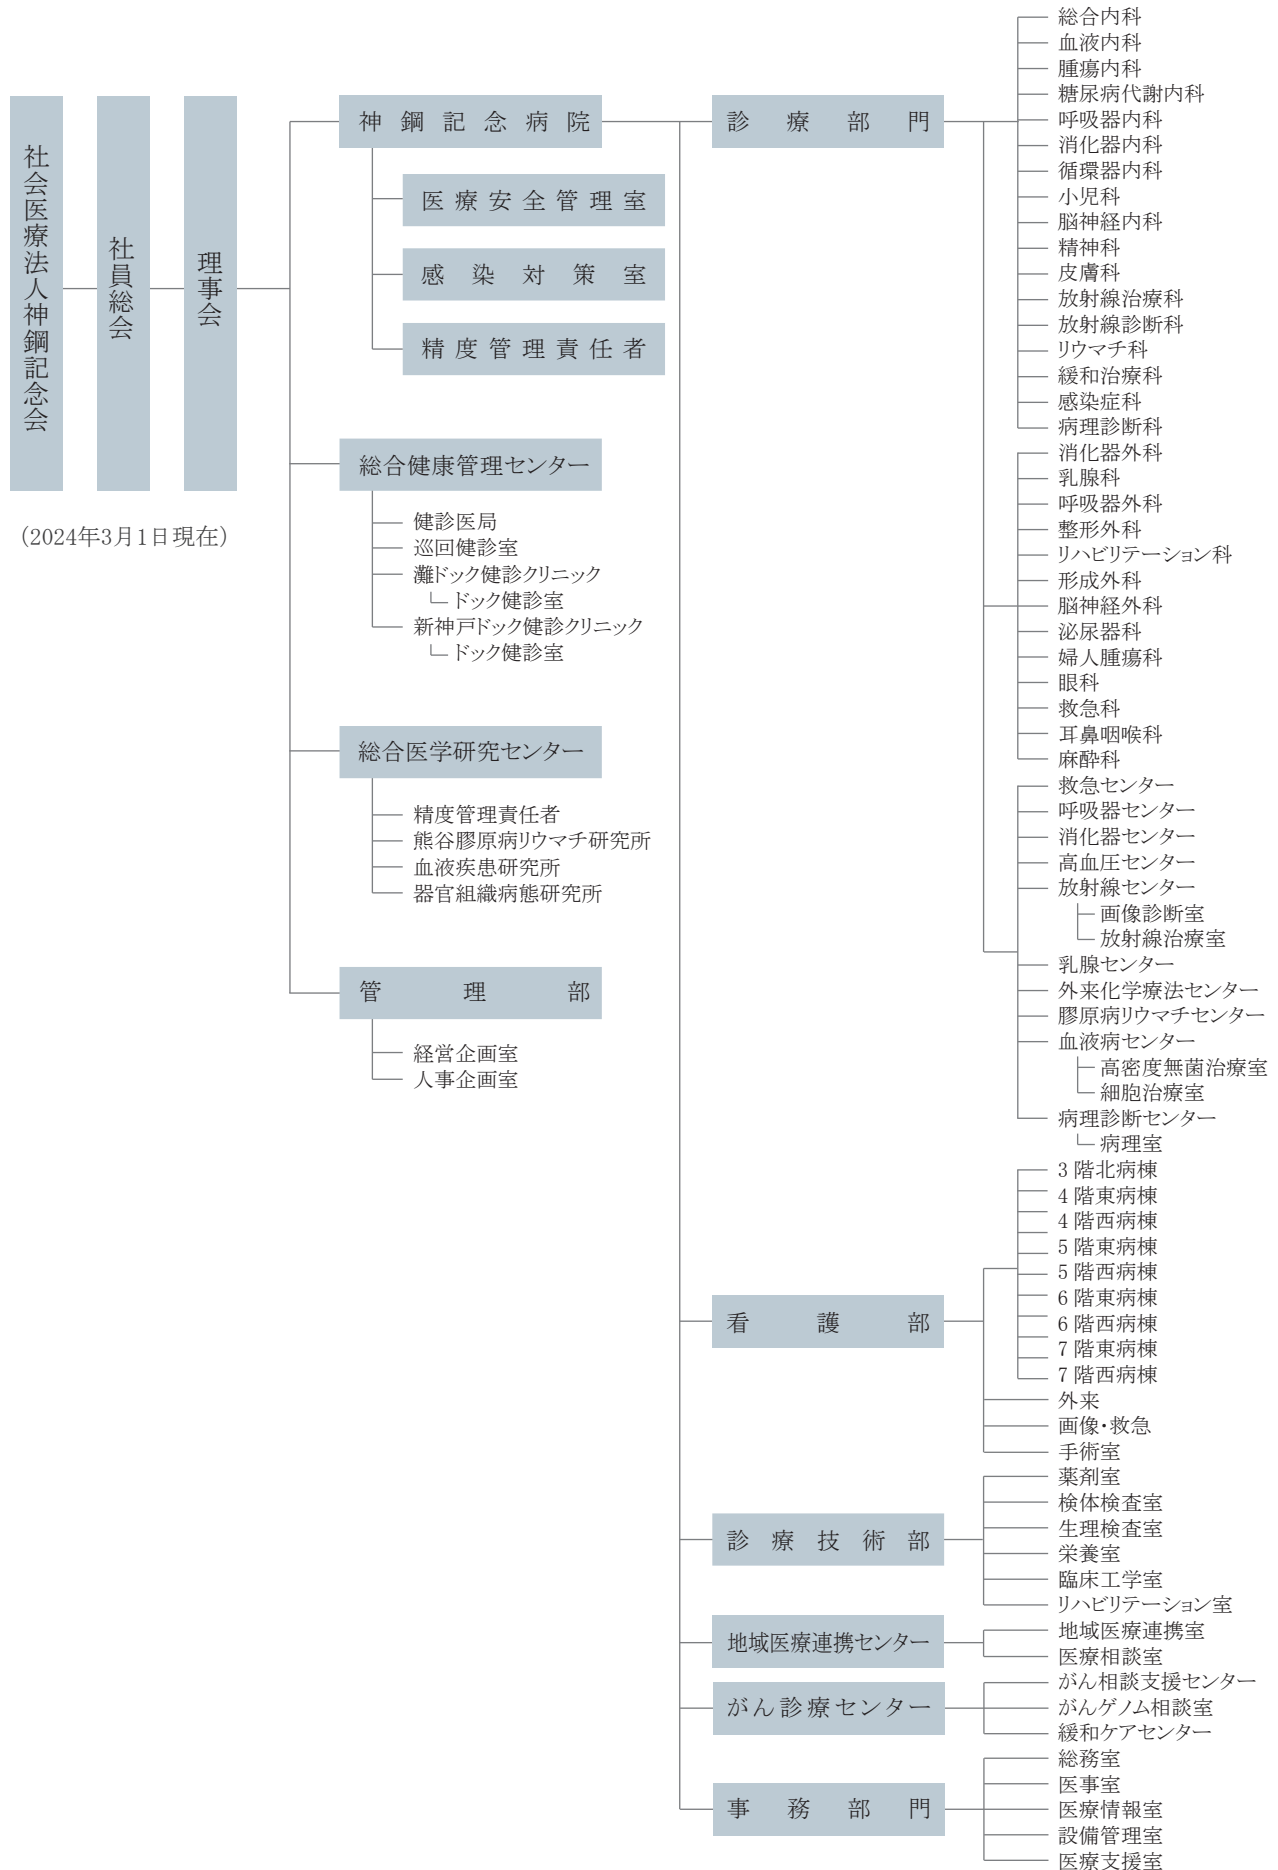 社会医療法人神鋼記念会
社員総会
理事会
(2024年3月1日現在)
神鋼記念病院
医療安全管理室
感染対策室
精度管理責任者
総合健康管理センター
健診医局
巡回健診室
灘ドック健診クリニック
ドック健診室
新神戸ドック健診クリニック
ドック健診室
総合医学研究センター
精度管理責任者
熊谷膠原病リウマチ研究所
血液疾患研究所
器官組織病態研究所
管理部
経営企画室
人事企画室
診療部門
総合内科
血液内科
腫瘍内科
糖尿病代謝内科
呼吸器内科
消化器内科
循環器内科
小児科
脳神経内科
精神科
皮膚科
放射線治療科
放射線診断科
リウマチ科
緩和治療科
感染症科
病理診断科
消化器外科
乳腺科
呼吸器外科
整形外科
リハビリテーション科
形成外科
脳神経外科
泌尿器科
婦人腫瘍科
眼科
救急科
耳鼻咽喉科
麻酔科
救急センター
呼吸器センター
消化器センター
高血圧センター
放射線センター
画像診断室
放射線治療室
乳腺センター
外来化学療法センター
膠原病リウマチセンター
血液病センター
高密度無菌治療室
細胞治療室
病理診断センター
病理室
看護部
3階北病棟
4階東病棟
4階西病棟
5階東病棟
5階西病棟
6階東病棟
6階西病棟
7階東病棟
7階西病棟
外来
画像・救急
手術室
診療技術部
薬剤室
検体検査室
生理検査室
栄養室
臨床工学室
リハビリテーション室
地域医療連携センター
地域医療連携室
医療相談室
がん診療センター
がん相談支援センター
がんゲノム相談室
緩和ケアセンター
事務部門
総務室
医事室
医療情報室
設備管理室
医療支援室